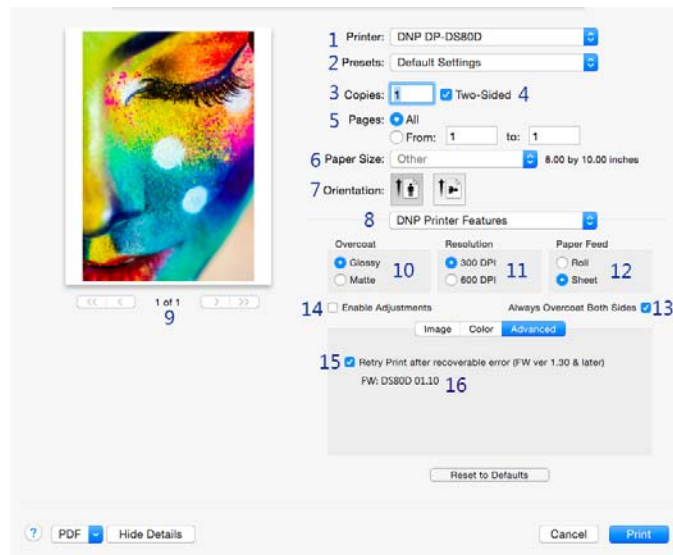 1 Printer: DNP DP-DS80D
2 Presets: Default Settings
3 Copies: 1 Two-Sided 4
5 Pages: All
From: 1 to: 1
6 Paper Size: Other 8.00 by 10.00 inches
7 Orientation:
8 DNP Printer Features
Overcoat Resolution Paper Feed
Glossy 300 DPI Roll
10 11 12
Matte 600 DPI Sheet
<< < 1 of 1 > >>
9
14 Enable Adjustments Always Overcoat Both Sides 13
Image Color Advanced
15 Retry Print after recoverable error (FW ver 1.30 & later)
FW: DS80D 01.10 16
Reset to Defaults
? PDF Hide Details Cancel Print